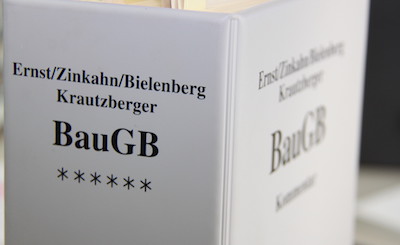 Ernst/Zinkahn/Bielenberg
Krautzberger
BauGB
******
Ernst/Zinkahn/Bielenberg
Krautzberger
BauGB
Kommentar